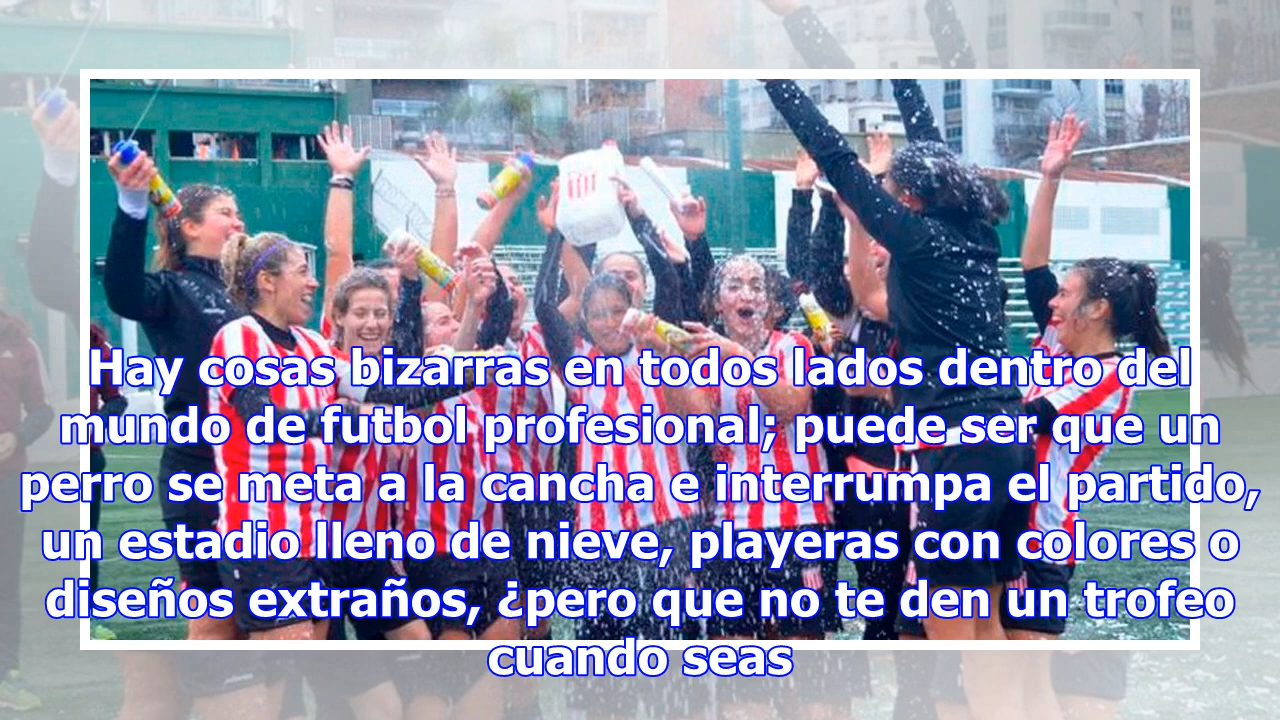 Hay cosas bizarras en todos lados dentro del
mundo de futbol profesional; puede ser que un
perro se meta a la cancha e interrumpa el partido,
un estadio lleno de nieve, playeras con colores o
diseños extraños, ¿pero que no te den un trofeo
cuando seas